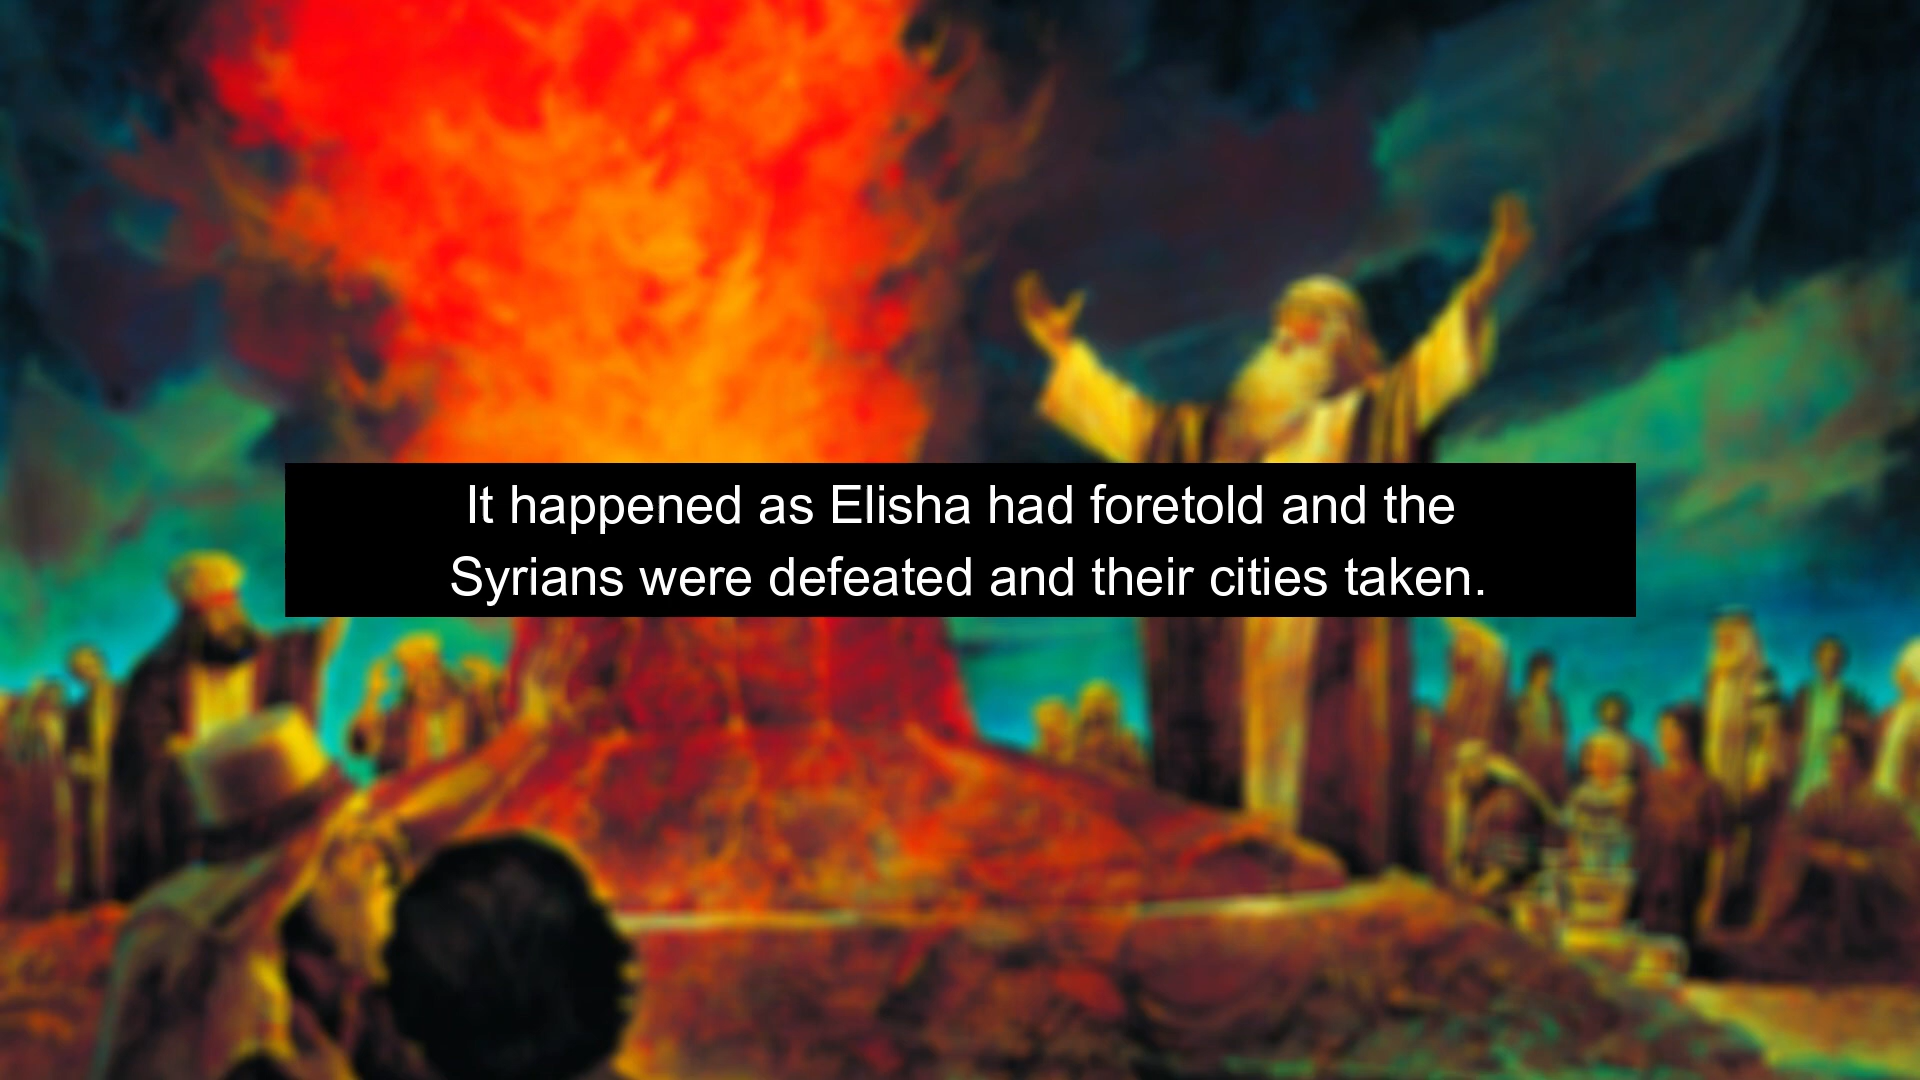 It happened as Elisha had foretold and the
Syrians were defeated and their cities taken.